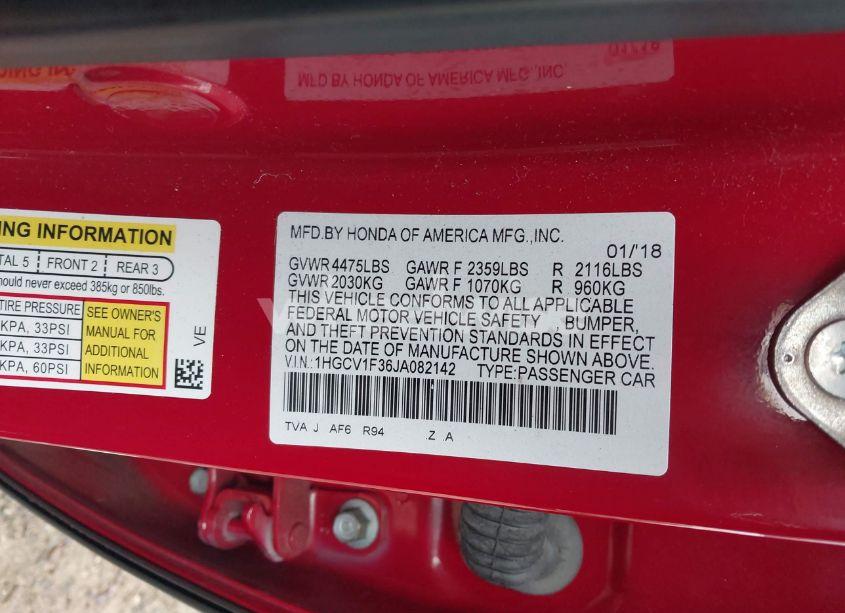 MFD.BY HONDA OF AMERICA MFG.,INC.
01/'18
GVWR 4475LBS GAWR F 2359LBS R 2116LBS
GVWR 2030KG GAWR F 1070KG R 960KG
THIS VEHICLE CONFORMS TO ALL APPLICABLE
FEDERAL MOTOR VEHICLE SAFETY, BUMPER,
AND THEFT PREVENTION STANDARDS IN EFFECT
ON THE DATE OF MANUFACTURE SHOWN ABOVE.
V.I.N.:1HGCV1F36JA082142 TYPE:PASSENGER CAR
TVA J AF6 R94 Z A
INFORMATION
5 FRONT 2 REAR 3
should never exceed 385kg or 850lbs.
TIRE PRESSURE
KPA, 33PSI
KPA, 33PSI
KPA, 60PSI
SEE OWNER'S
MANUAL FOR
ADDITIONAL
INFORMATION
VE
MFD BY HONDA OF AMERICA MFG.,INC.
01/'18